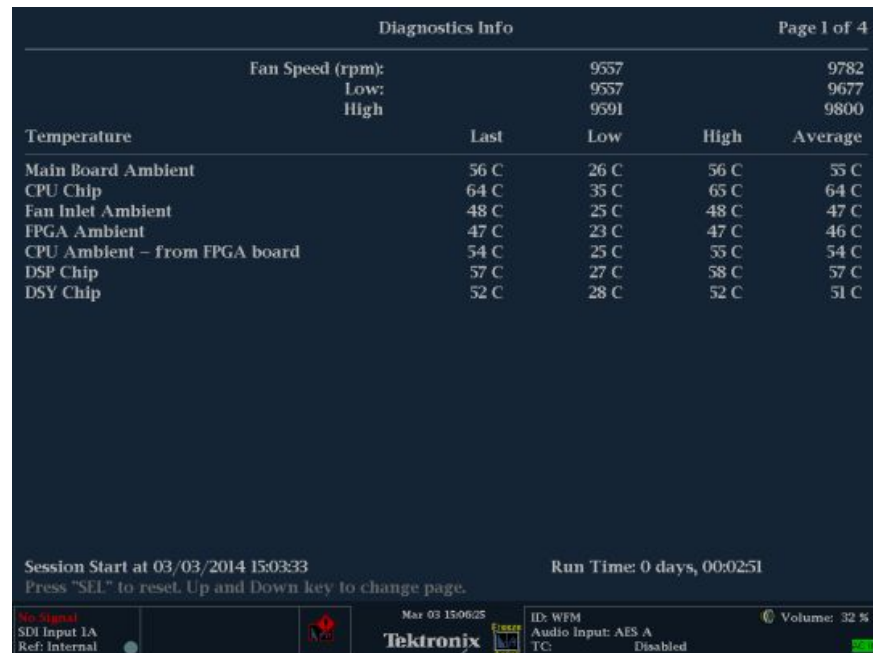 Diagnostics Info Page 1 of 4
Fan Speed (rpm): 9557 9782
Low: 9557 9677
High 9591 9800
Temperature Last Low High Average
Main Board Ambient 56 C 26 C 56 C 55 C
CPU Chip 64 C 35 C 65 C 64 C
Fan Inlet Ambient 48 C 25 C 48 C 47 C
FPGA Ambient 47 C 23 C 47 C 46 C
CPU Ambient – from FPGA board 54 C 25 C 55 C 54 C
DSP Chip 57 C 27 C 58 C 57 C
DSY Chip 52 C 28 C 52 C 51 C
Session Start at 03/03/2014 15:03:33 Run Time: 0 days, 00:02:51
Press "SEL" to reset. Up and Down key to change page.
No Signal Mar 03 15:06:25 ID: WFM Volume: 32 %
SDI Input 1A Freeze Audio Input: AES A
Ref: Internal Tektronix TC: Disabled